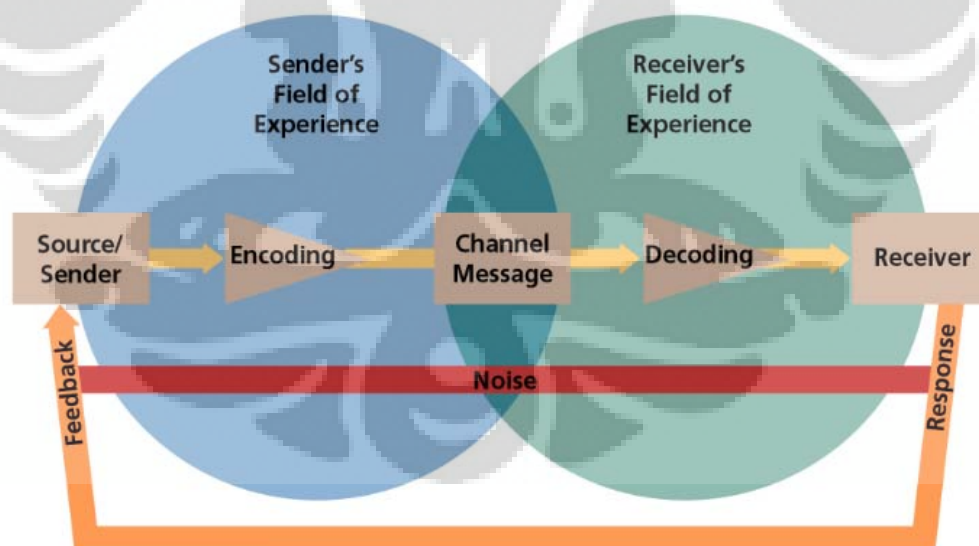 Sender's
Field of
Experience
Receiver's
Field of
Experience
Source/
Sender
Encoding
Channel
Message
Decoding
Receiver
Feedback
Noise
Response